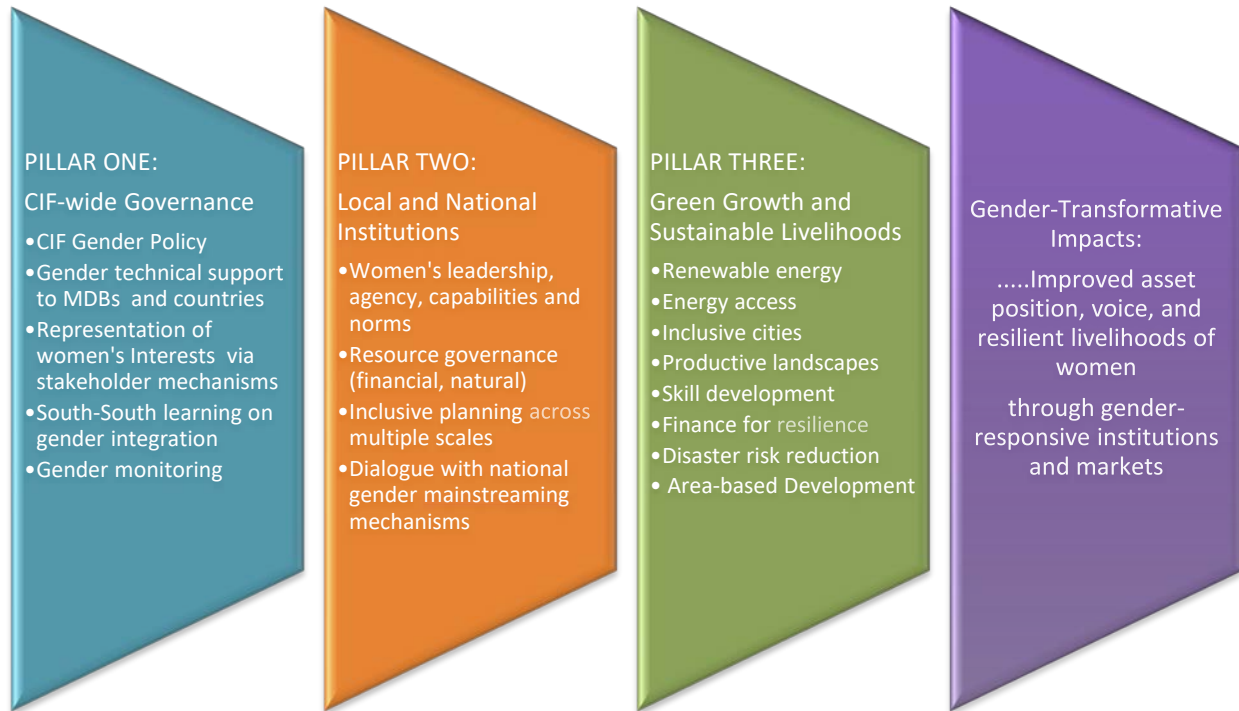 PILLAR ONE:
CIF-wide Governance
•CIF Gender Policy
•Gender technical support
to MDBs and countries
•Representation of
women's Interests via
stakeholder mechanisms
•South-South learning on
gender integration
•Gender monitoring
PILLAR TWO:
Local and National
Institutions
•Women's leadership,
agency, capabilities and
norms
•Resource governance
(financial, natural)
•Inclusive planning across
multiple scales
•Dialogue with national
gender mainstreaming
mechanisms
PILLAR THREE:
Green Growth and
Sustainable Livelihoods
•Renewable energy
•Energy access
•Inclusive cities
•Productive landscapes
•Skill development
•Finance for resilience
•Disaster risk reduction
• Area-based Development
Gender-Transformative
Impacts:
.....Improved asset
position, voice, and
resilient livelihoods of
women
through gender-
responsive institutions
and markets